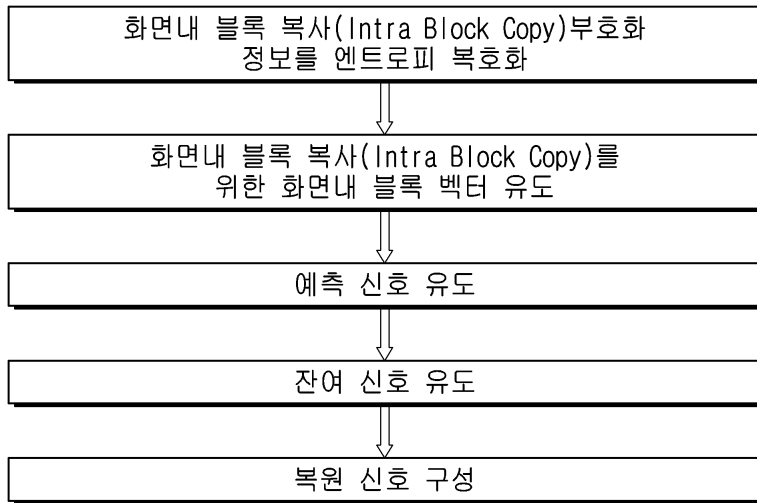 화면내 블록 복사(Intra Block Copy)부호화
정보를 엔트로피 복호화
화면내 블록 복사(Intra Block Copy)를
위한 화면내 블록 벡터 유도
예측 신호 유도
잔여 신호 유도
복원 신호 구성